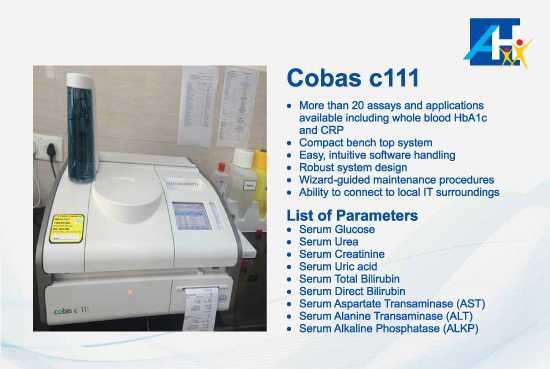 AH
Cobas c111
• More than 20 assays and applications
available including whole blood HbA1c
and CRP
• Compact bench top system
• Easy, intuitive software handling
• Robust system design
• Wizard-guided maintenance procedures
• Ability to connect to local IT surroundings
List of Parameters
• Serum Glucose
• Serum Urea
• Serum Creatinine
• Serum Uric acid
• Serum Total Bilirubin
• Serum Direct Bilirubin
• Serum Aspartate Transaminase (AST)
• Serum Alanine Transaminase (ALT)
• Serum Alkaline Phosphatase (ALKP)
cobas c 111